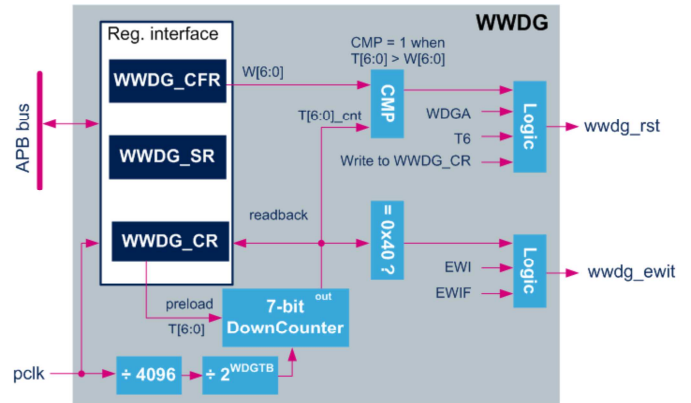 WWDG
Reg. interface
CMP = 1 when
T[6:0] > W[6:0]
WWDG_CFR
W[6:0]
CMP
Logic
APB bus
T[6:0]_cnt
WDGA
wwdg_rst
T6
WWDG_SR
Write to WWDG_CR
readback
= 0x40 ?
WWDG_CR
Logic
EWI
wwdg_ewit
EWIF
preload
T[6:0]
7-bit out
DownCounter
pclk
÷ 4096
÷ 2WDGTB